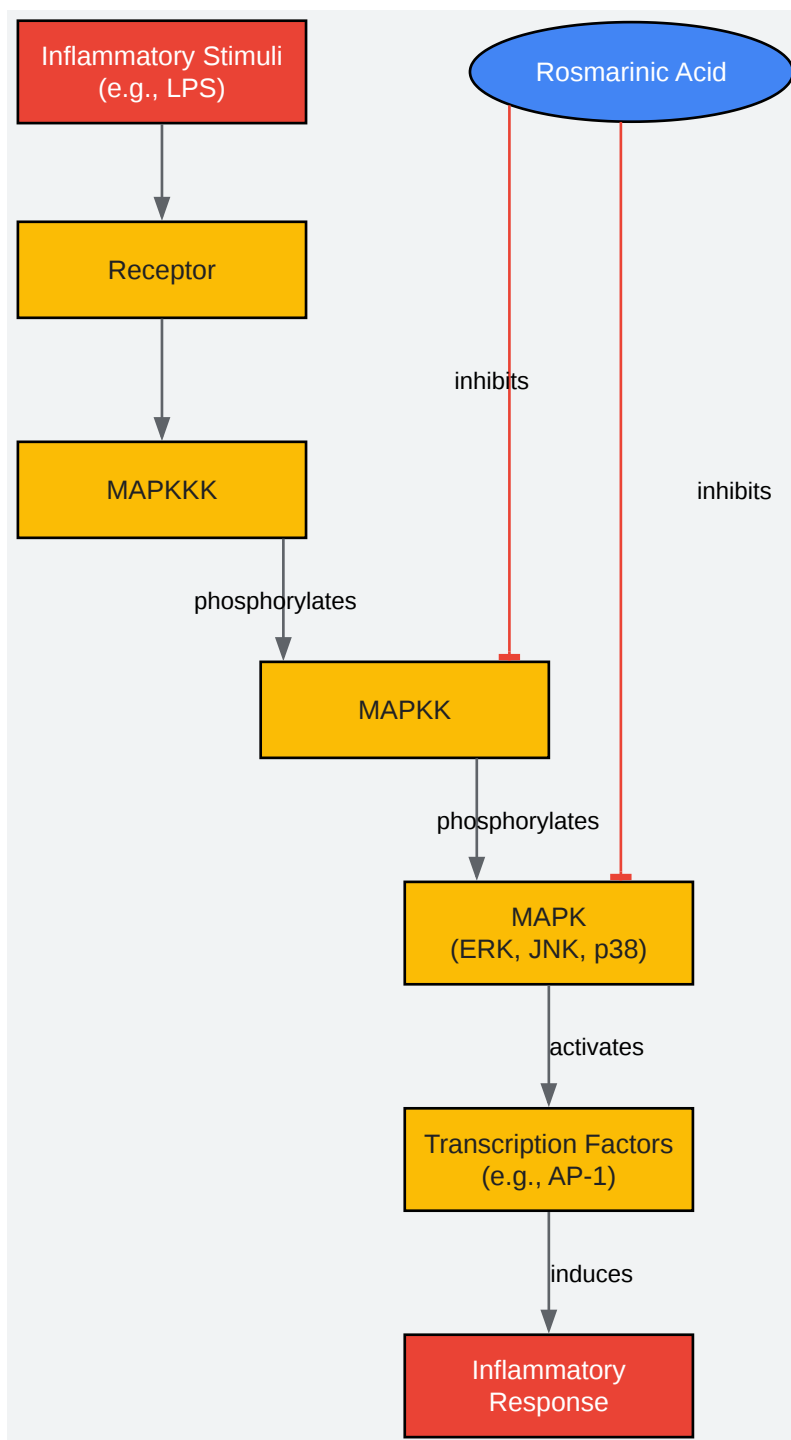 Inflammatory Stimuli
(e.g., LPS)
Rosmarinic Acid
Receptor
inhibits
MAPKKK
inhibits
phosphorylates
MAPKK
phosphorylates
MAPK
(ERK, JNK, p38)
activates
Transcription Factors
(e.g., AP-1)
induces
Inflammatory
Response